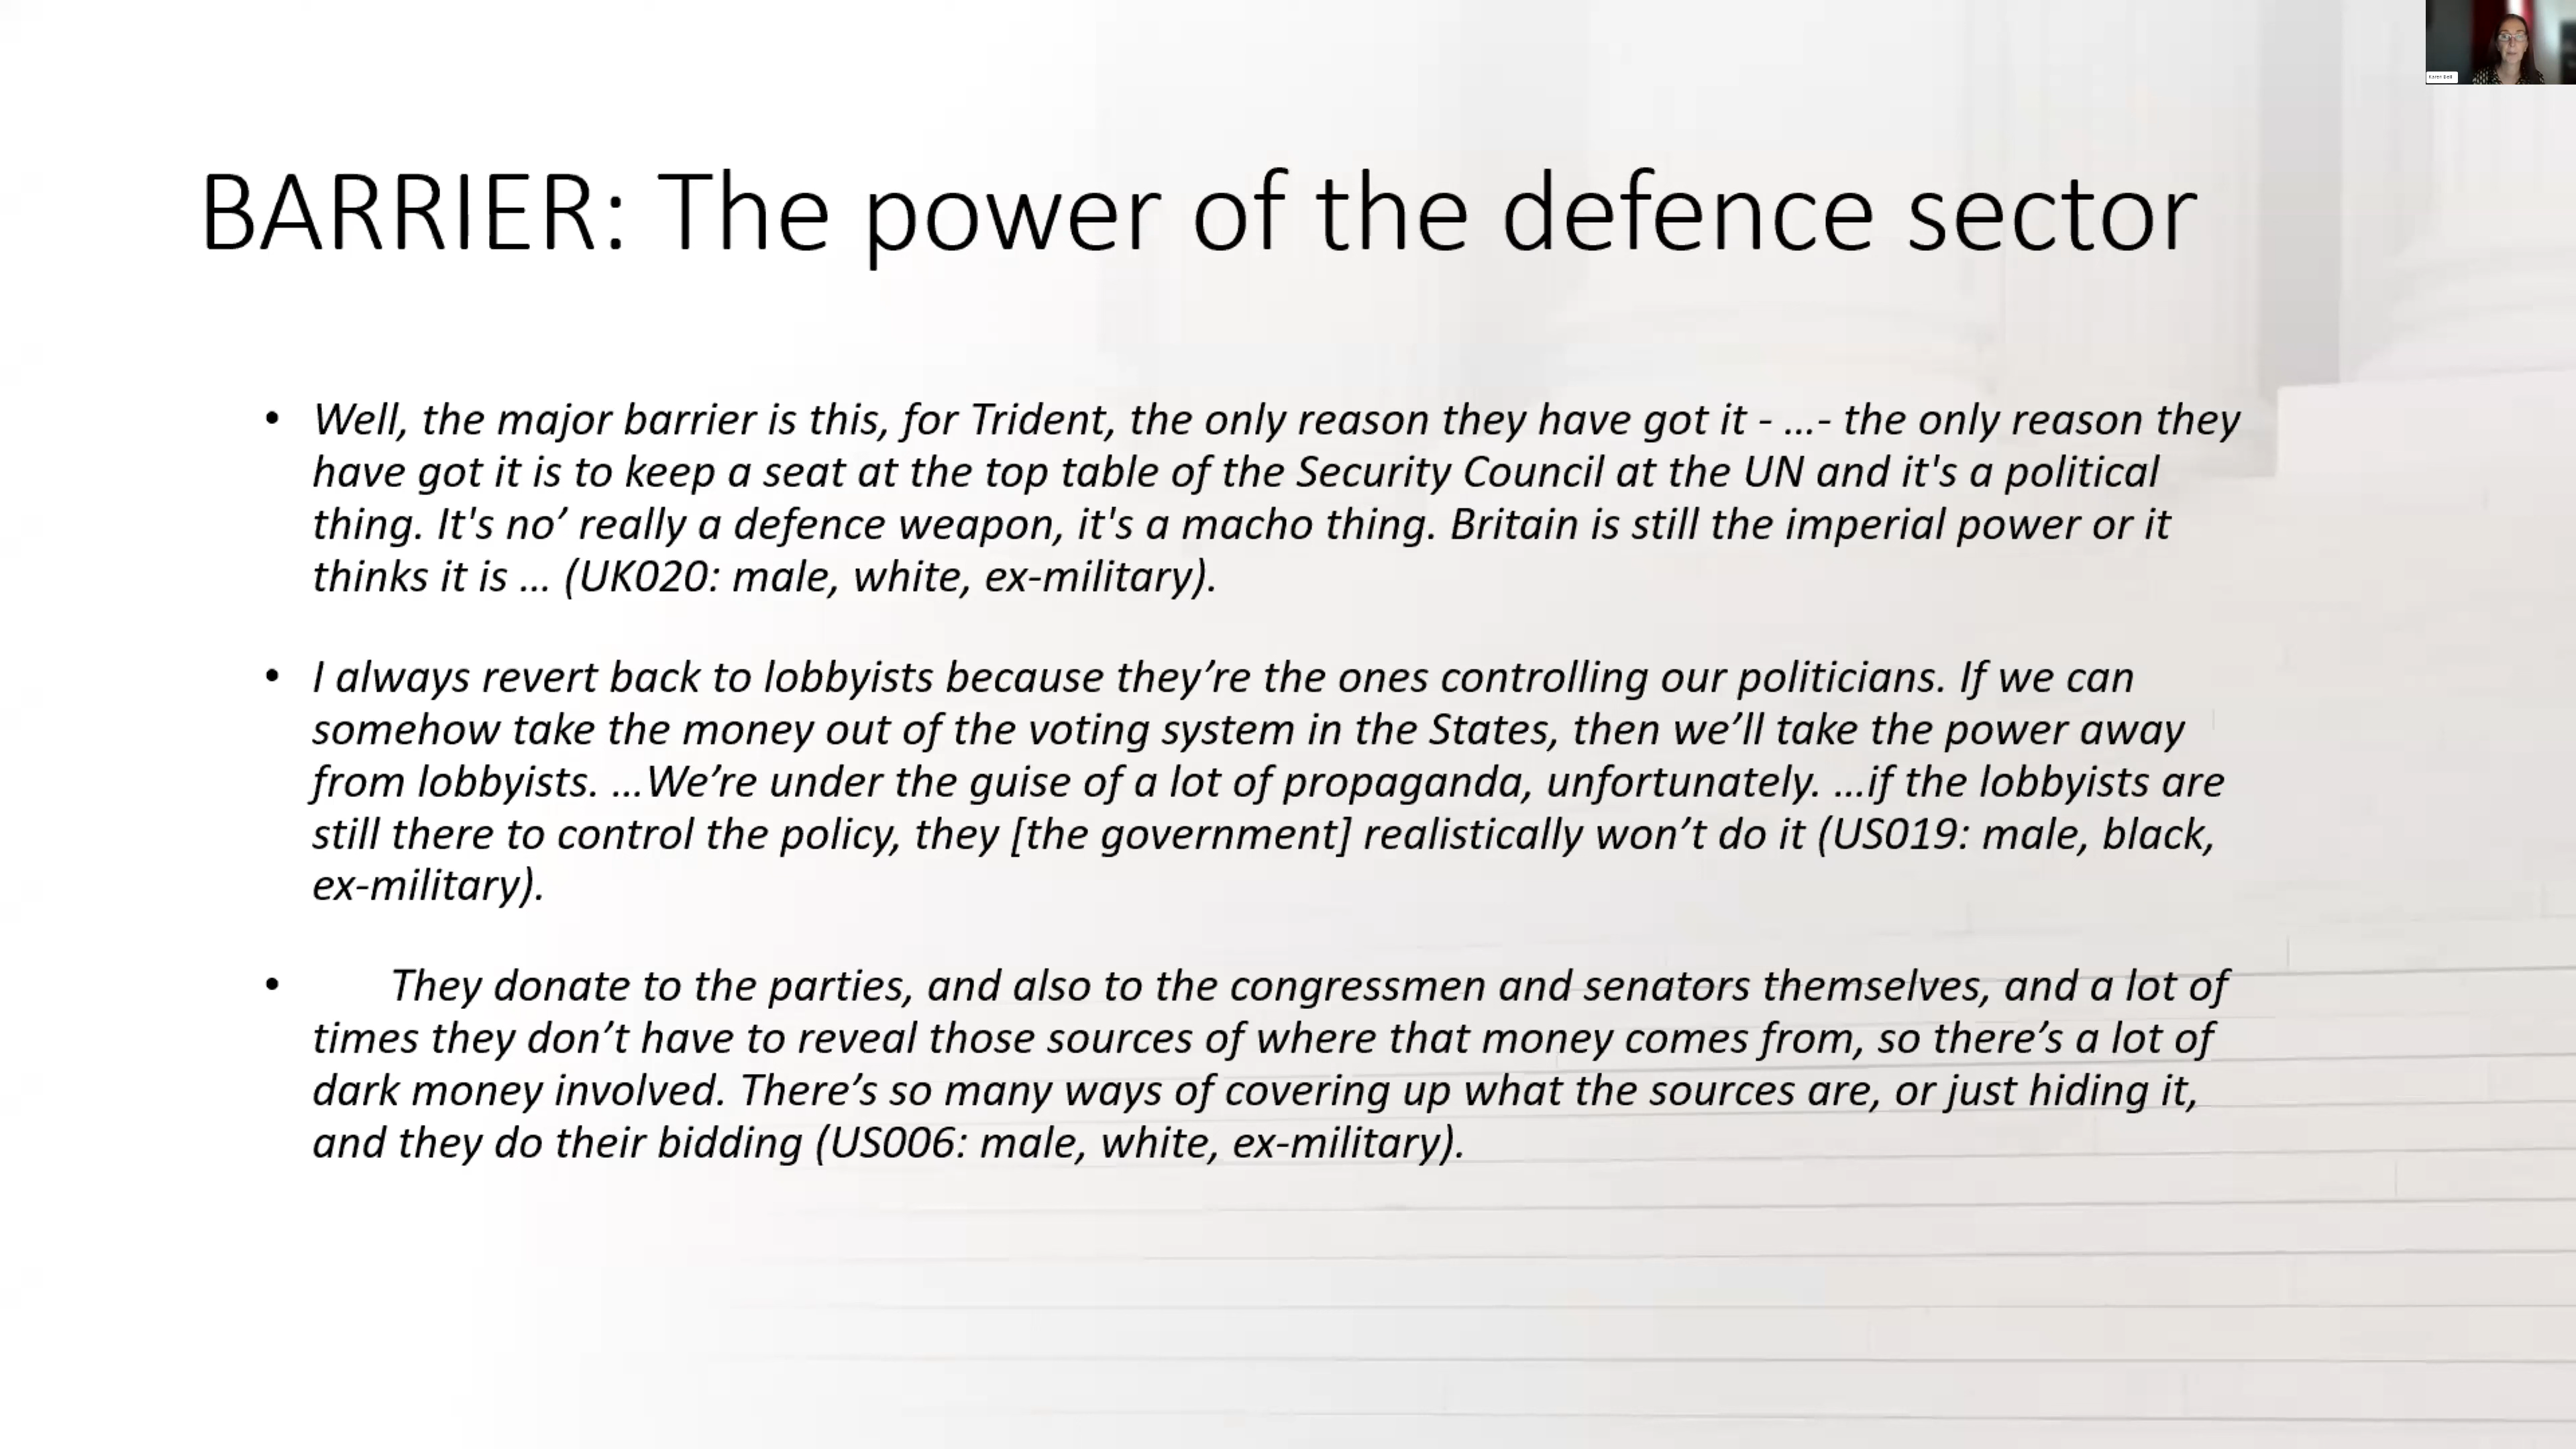 BARRIER: The power of the defence sector
• Well, the major barrier is this, for Trident, the only reason they have got it - …- the only reason they
have got it is to keep a seat at the top table of the Security Council at the UN and it's a political
thing. It's no’ really a defence weapon, it's a macho thing. Britain is still the imperial power or it
thinks it is … (UK020: male, white, ex-military).
• I always revert back to lobbyists because they’re the ones controlling our politicians. If we can
somehow take the money out of the voting system in the States, then we’ll take the power away
from lobbyists. …We’re under the guise of a lot of propaganda, unfortunately. …if the lobbyists are
still there to control the policy, they [the government] realistically won’t do it (US019: male, black,
ex-military).
• They donate to the parties, and also to the congressmen and senators themselves, and a lot of
times they don’t have to reveal those sources of where that money comes from, so there’s a lot of
dark money involved. There’s so many ways of covering up what the sources are, or just hiding it,
and they do their bidding (US006: male, white, ex-military).